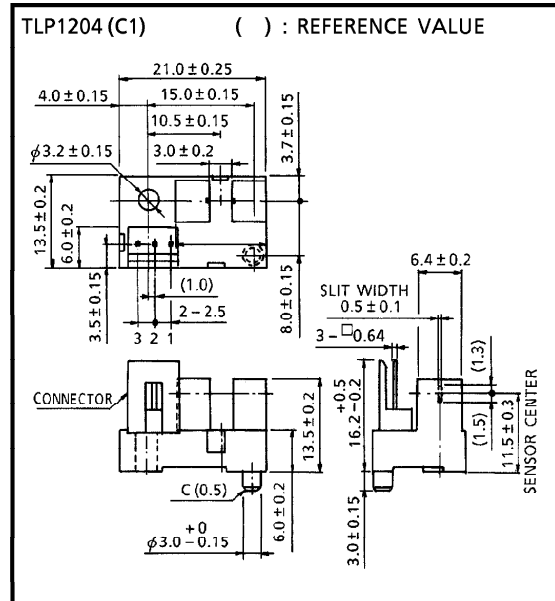 TLP1204 (C1) ( ) : REFERENCE VALUE
21.0 ± 0.25
4.0 ± 0.15
15.0 ± 0.15
10.5 ± 0.15
3.0 ± 0.2
φ3.2 ± 0.15
3.7 ± 0.15
13.5 ± 0.2
6.0 ± 0.2
3.5 ± 0.15
8.0 ± 0.15
(1.0)
2 – 2.5
3 2 1
6.4 ± 0.2
SLIT WIDTH
0.5 ± 0.1
3 – □0.64
(1.3)
(1.5)
11.5 ± 0.3
SENSOR CENTER
CONNECTOR
13.5 ± 0.2
6.0 ± 0.2
C (0.5)
+0
φ3.0 – 0.15
+0.5
16.2 – 0.2
3.0 ± 0.15